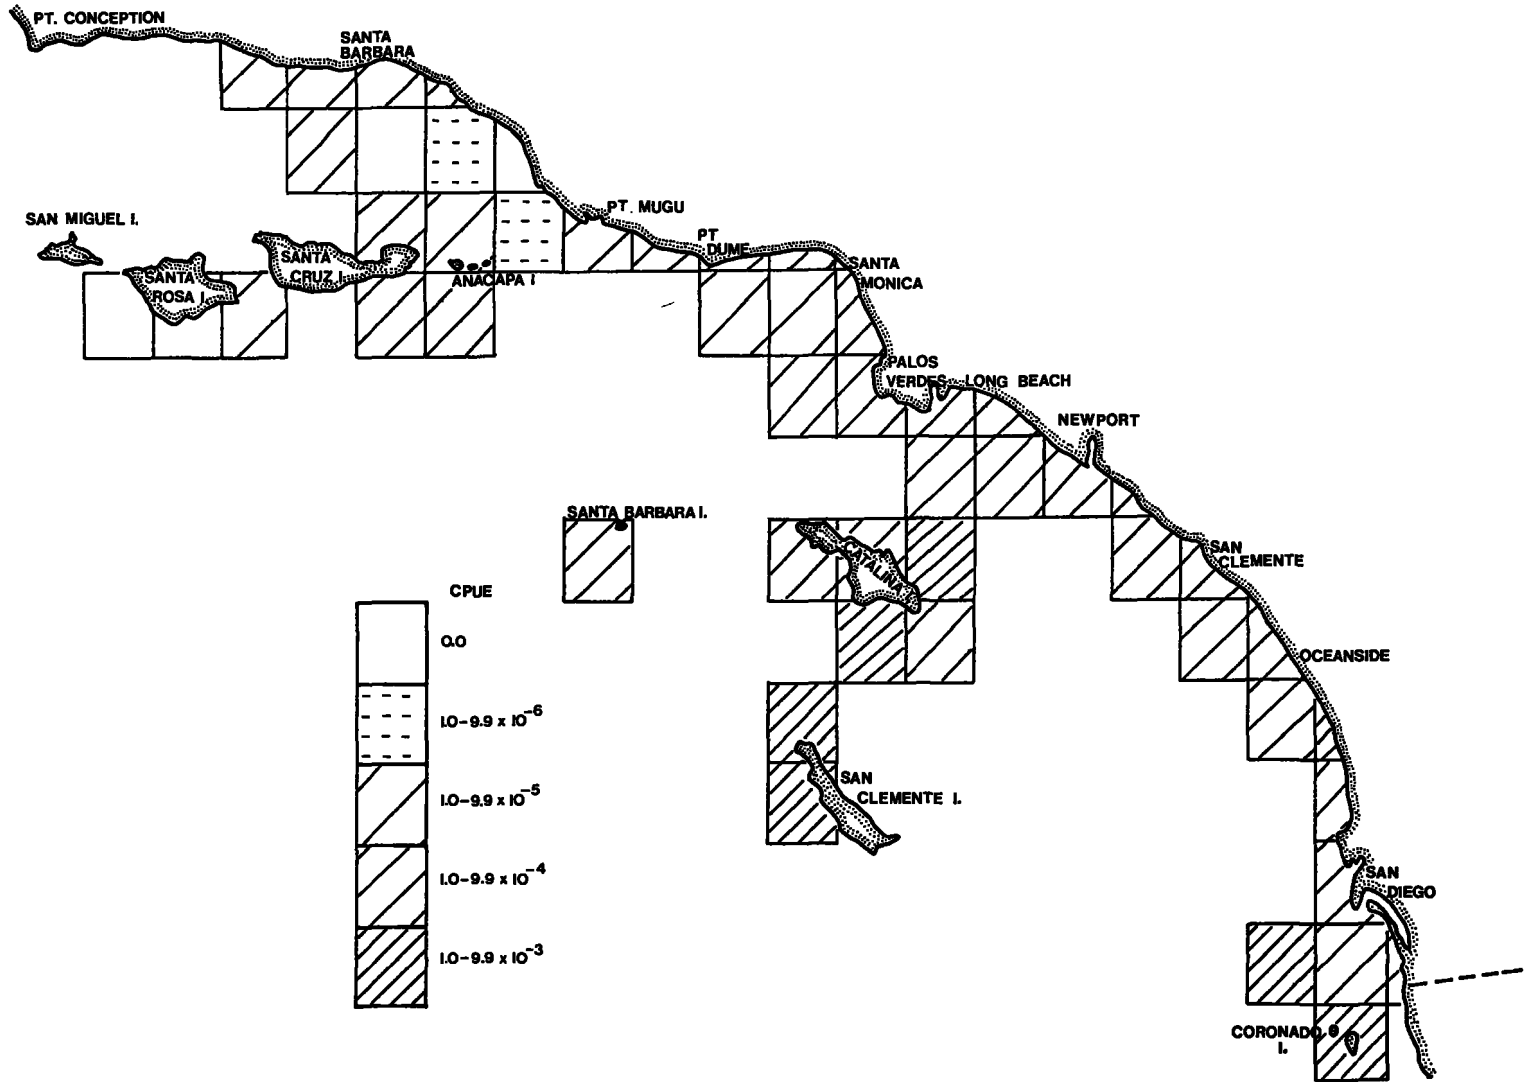 PT. CONCEPTION
SANTA
BARBARA
SAN MIGUEL I.
SANTA
ROSA I.
SANTA
CRUZ I.
ANACAPA I
PT. MUGU
PT
DUME
SANTA
MONICA
PALOS
VERDES
LONG BEACH
NEWPORT
SANTA BARBARA I.
CATALINA I.
SAN
CLEMENTE
OCEANSIDE
SAN
CLEMENTE I.
SAN
DIEGO
CORONADO
I.
CPUE
0.0
1.0-9.9 x 10-6
1.0-9.9 x 10-5
1.0-9.9 x 10-4
1.0-9.9 x 10-3